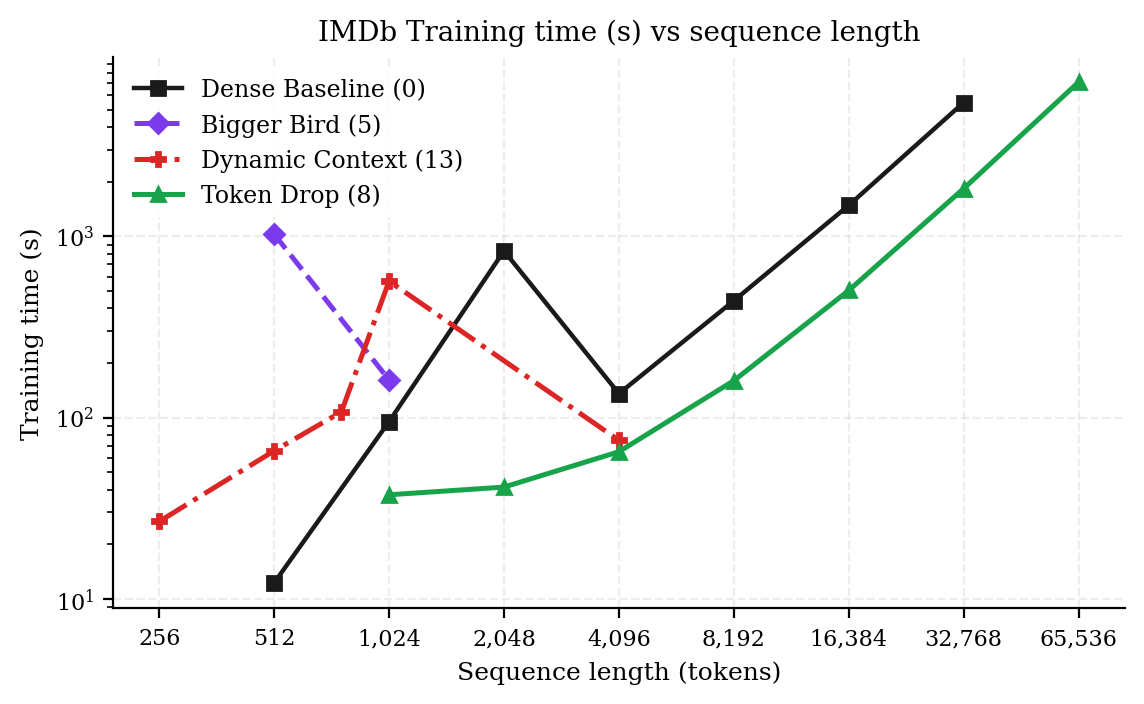 IMDb Training time (s) vs sequence length
Dense Baseline (0)
Bigger Bird (5)
Dynamic Context (13)
Token Drop (8)
Training time (s)
10³
10²
10¹
256 512 1,024 2,048 4,096 8,192 16,384 32,768 65,536
Sequence length (tokens)